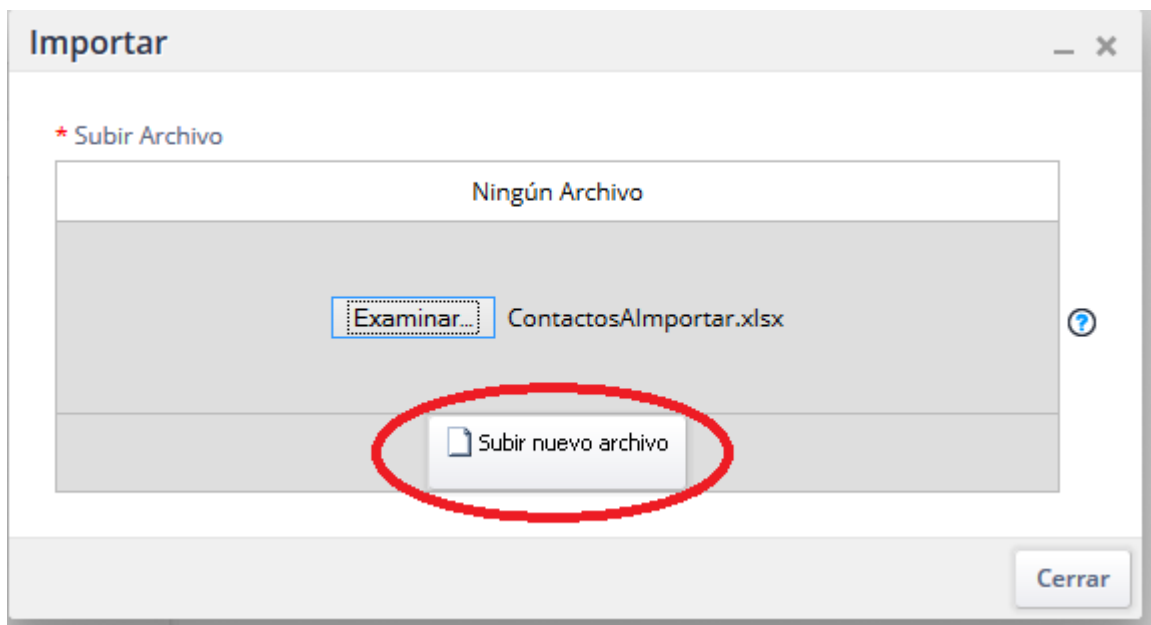 Importar
* Subir Archivo
Ningún Archivo
Examinar... ContactosAImportar.xlsx
?
Subir nuevo archivo
Cerrar